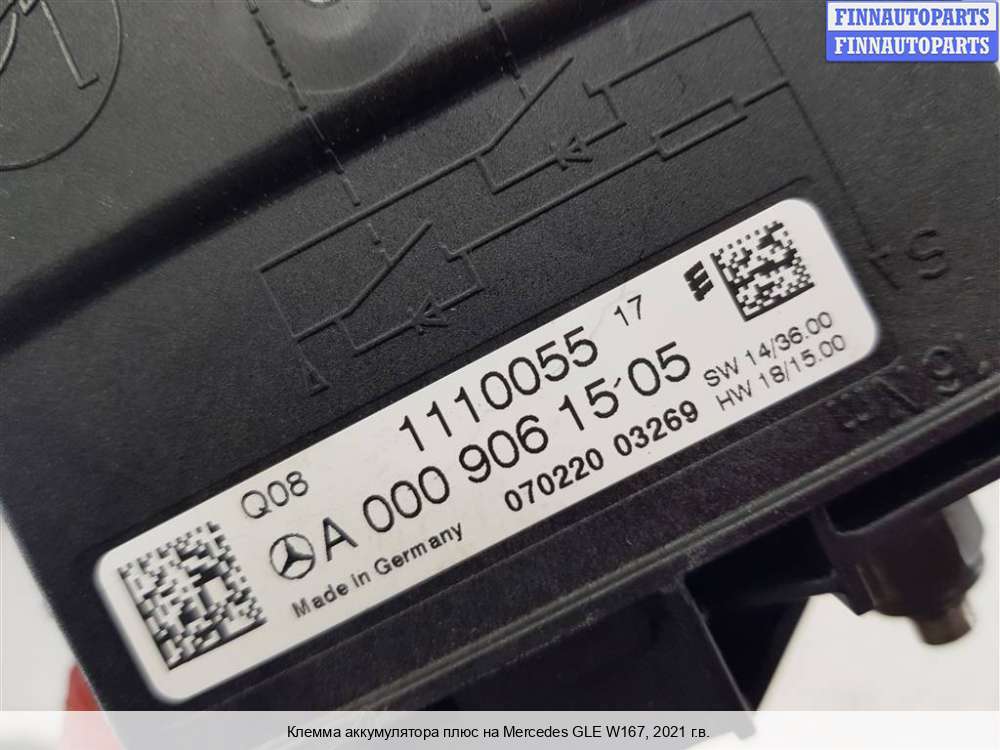 FINNAUTOPARTS
FINNAUTOPARTS
1110055 17
E
Q08
A 000 906 15 05
SW 14/36.00
HW 18/15.00
Made in Germany
070220 03269
Клемма аккумулятора плюс на Mercedes GLE W167, 2021 г.в.